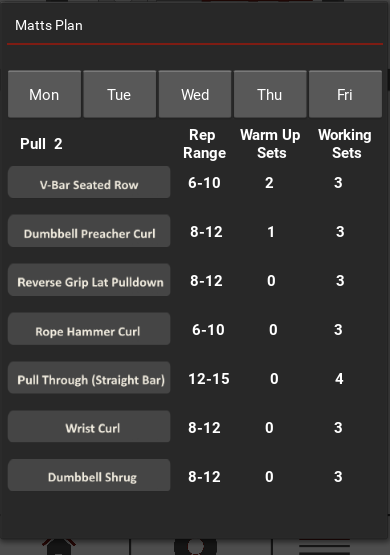 Matts Plan
Mon Tue Wed Thu Fri
Pull 2 Rep Range Warm Up Sets Working Sets
V-Bar Seated Row 6-10 2 3
Dumbbell Preacher Curl 8-12 1 3
Reverse Grip Lat Pulldown 8-12 0 3
Rope Hammer Curl 6-10 0 3
Pull Through (Straight Bar) 12-15 0 4
Wrist Curl 8-12 0 3
Dumbbell Shrug 8-12 0 3